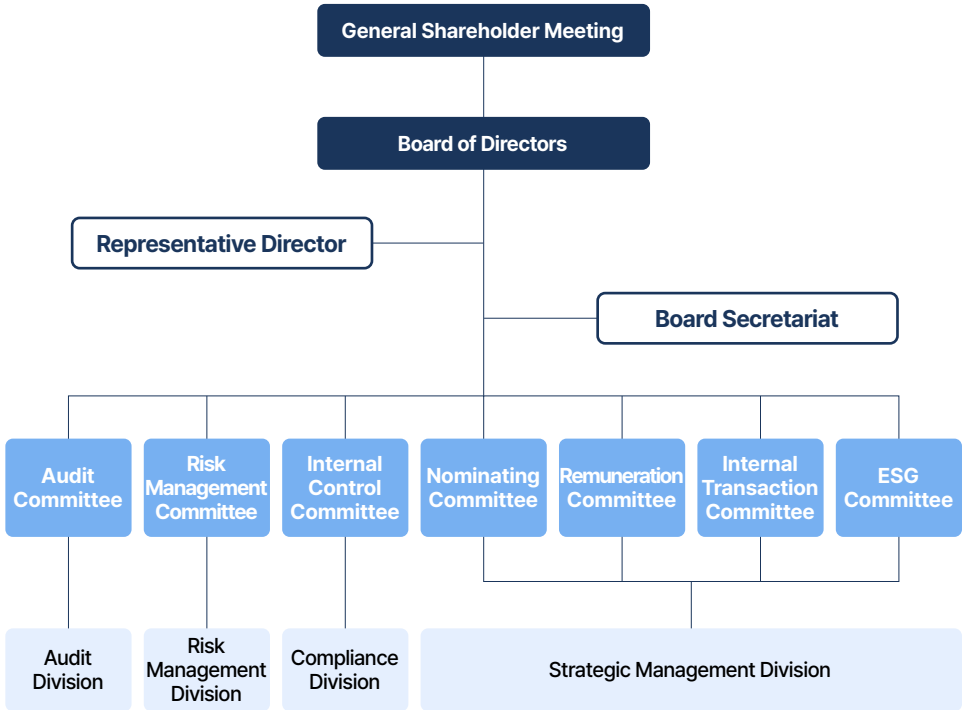 General Shareholder Meeting
Board of Directors
Representative Director
Board Secretariat
Audit
Committee
Risk
Management
Committee
Internal
Control
Committee
Nominating
Committee
Remuneration
Committee
Internal
Transaction
Committee
ESG
Committee
Audit
Division
Risk
Management
Division
Compliance
Division
Strategic Management Division